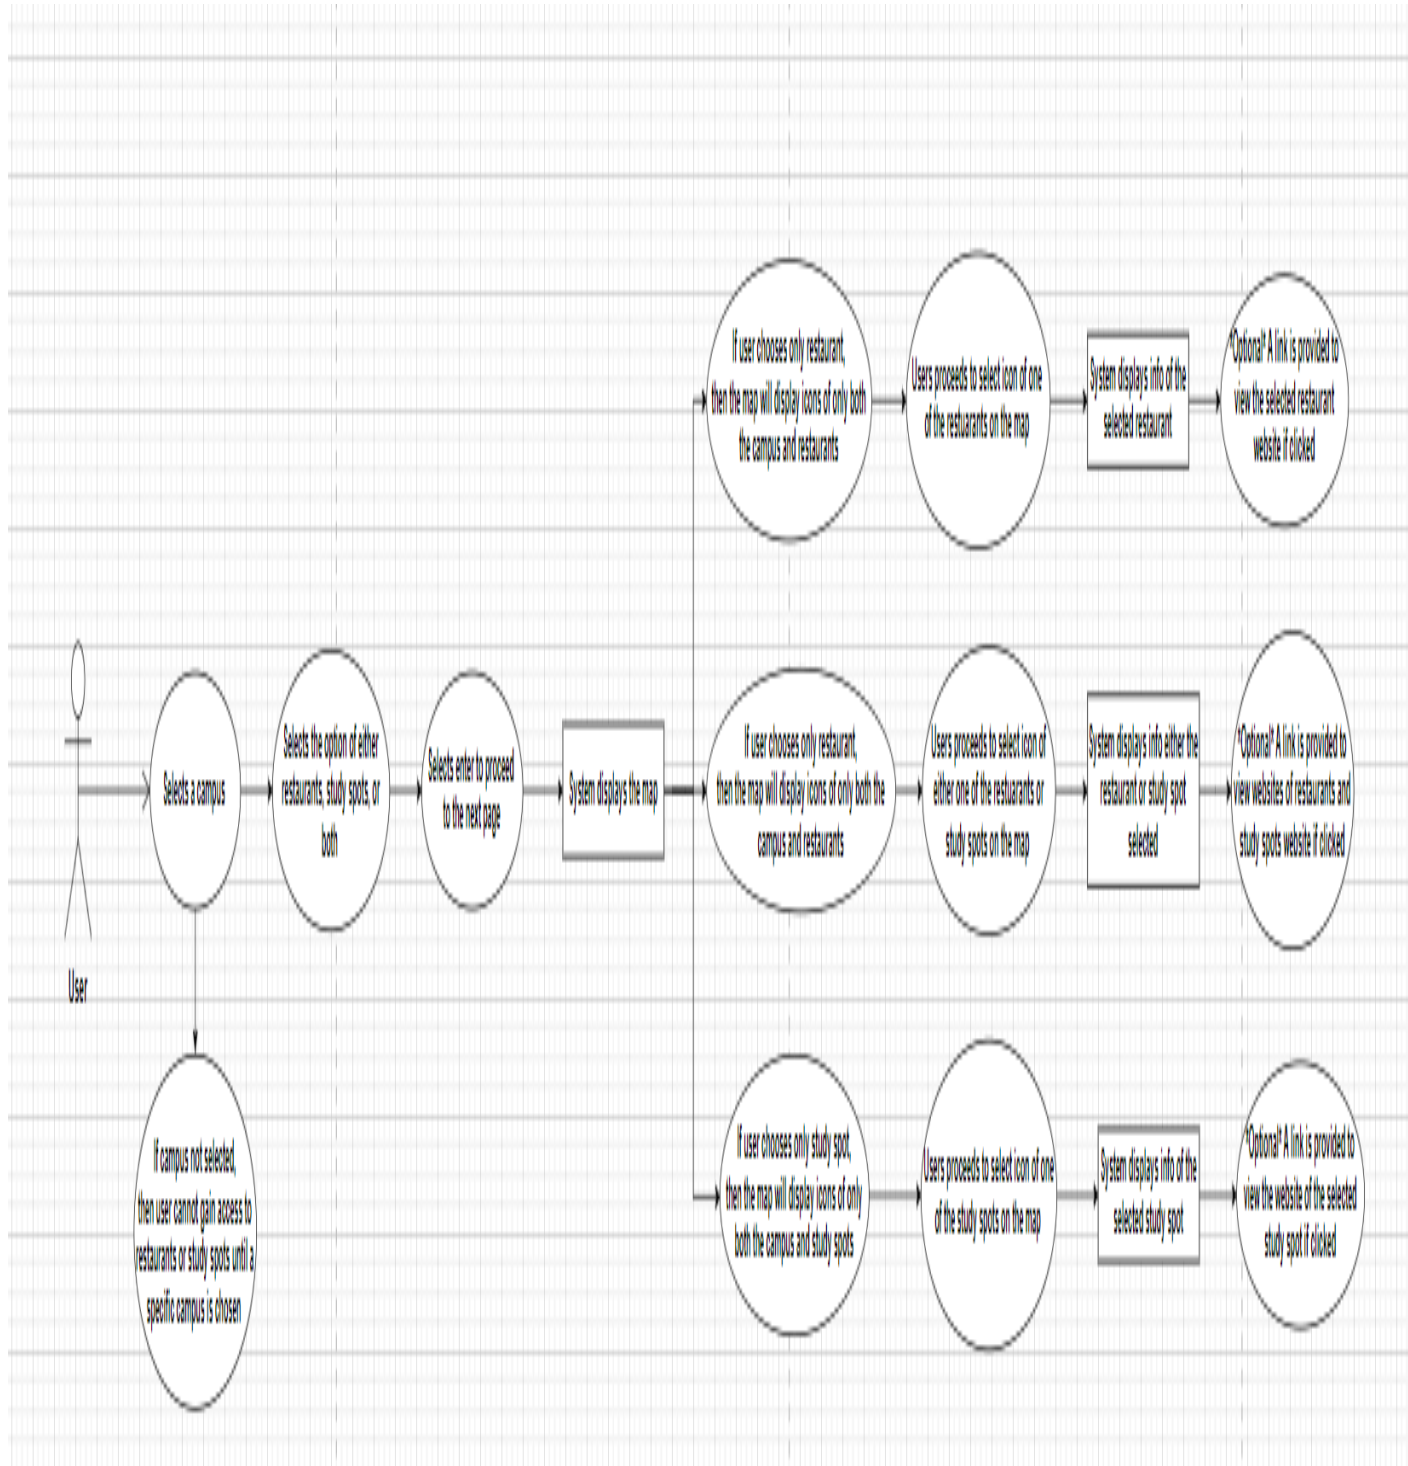 If user chooses only restaurant,
then the map will display icons of only both
the campus and restaurants
Users proceeds to select icon of one
of the restuarants on the map
System displays info of the
selected restaurant
*Optional* A link is provided to
view the selected restaurant
website if clicked
User
Selects a campus
Selects the option of either
restaurants, study spots, or
both
Selects enter to proceed
to the next page
System displays the map
If user chooses only restaurant,
then the map will display icons of only both the
campus and restaurants
Users proceeds to select icon of
either one of the restuarants or
study spots on the map
System displays info either the
restaurant or study spot
selected
*Optional* A link is provided to
view websites of restaurants and
study spots website if clicked
If campus not selected,
then user cannot gain access to
restaurants or study spots until a
specific campus is chosen
If user chooses only study spot,
then the map will display icons of only
both the campus and study spots
Users proceeds to select icon of one
of the study spots on the map
System displays info of the
selected study spot
*Optional* A link is provided to
view the website of the selected
study spot if clicked